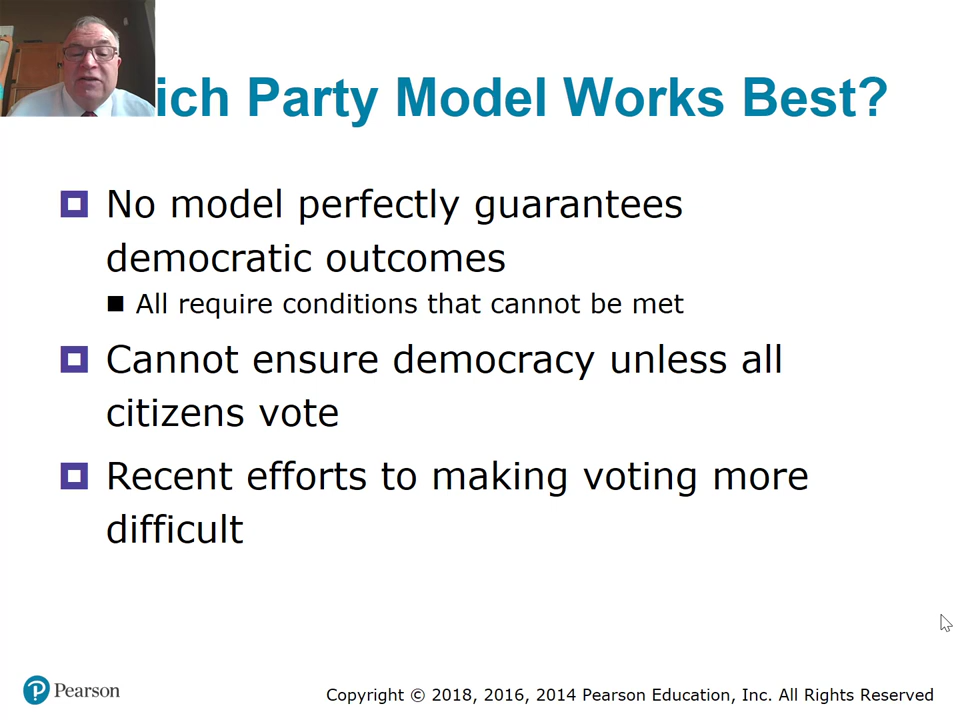 ich Party Model Works Best?
No model perfectly guarantees
democratic outcomes
All require conditions that cannot be met
Cannot ensure democracy unless all
citizens vote
Recent efforts to making voting more
difficult
Pearson
Copyright © 2018, 2016, 2014 Pearson Education, Inc. All Rights Reserved